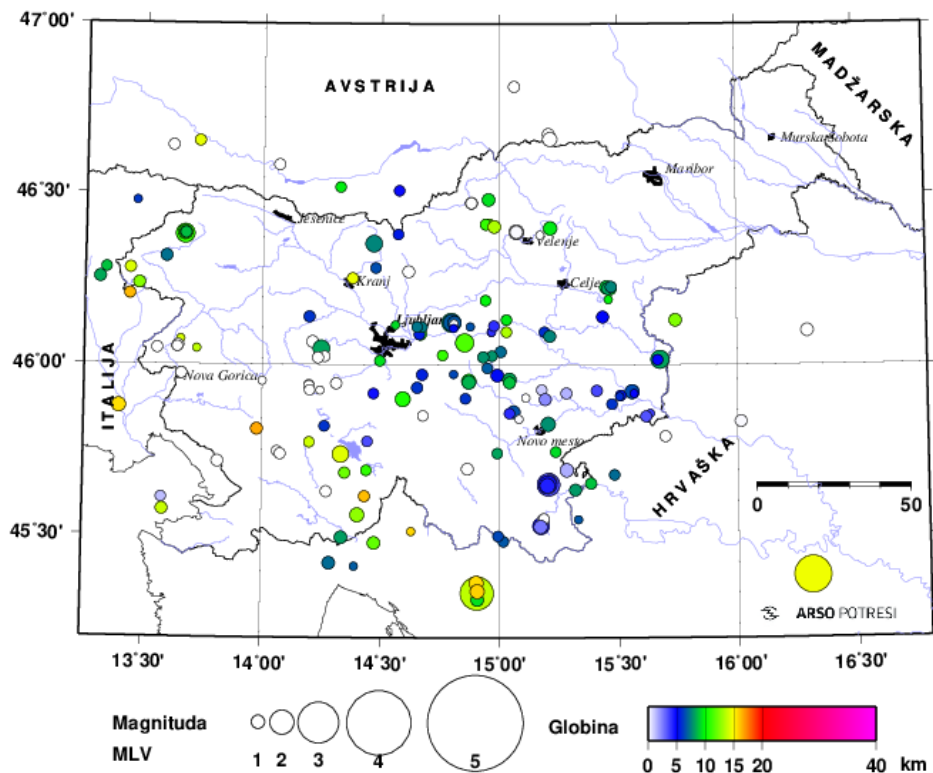 47°00'
AVSTRIJA
MADŽARSKA
Murska Sobota
Maribor
46°30'
Jesenice
Velenje
Kranj
Celje
Ljubljana
46°00'
ITALIJA
Nova Gorica
Novo mesto
HRVAŠKA
0 50
45°30'
ARSO POTRESI
13°30' 14°00' 14°30' 15°00' 15°30' 16°00' 16°30'
Magnituda
MLV
1 2 3 4 5
Globina
0 5 10 15 20 40 km